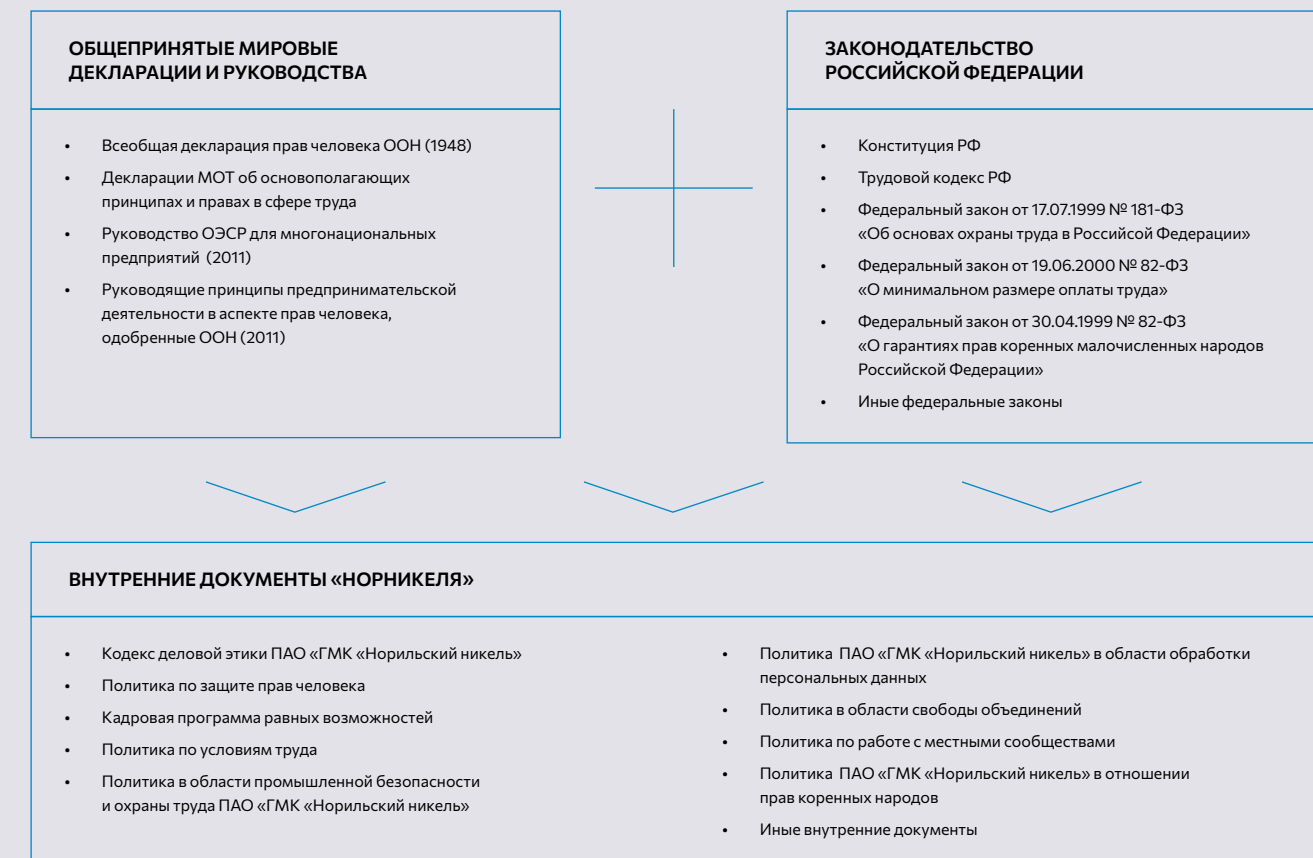 ОБЩЕПРИНЯТЫЕ МИРОВЫЕ
ДЕКЛАРАЦИИ И РУКОВОДСТВА
• Всеобщая декларация прав человека ООН (1948)
• Декларации МОТ об основополагающих
принципах и правах в сфере труда
• Руководство ОЭСР для многонациональных
предприятий (2011)
• Руководящие принципы предпринимательской
деятельности в аспекте прав человека,
одобренные ООН (2011)
ЗАКОНОДАТЕЛЬСТВО
РОССИЙСКОЙ ФЕДЕРАЦИИ
• Конституция РФ
• Трудовой кодекс РФ
• Федеральный закон от 17.07.1999 № 181-ФЗ
«Об основах охраны труда в Российсой Федерации»
• Федеральный закон от 19.06.2000 № 82-ФЗ
«О минимальном размере оплаты труда»
• Федеральный закон от 30.04.1999 № 82-ФЗ
«О гарантиях прав коренных малочисленных народов
Российской Федерации»
• Иные федеральные законы
ВНУТРЕННИЕ ДОКУМЕНТЫ «НОРНИКЕЛЯ»
• Кодекс деловой этики ПАО «ГМК «Норильский никель»
• Политика по защите прав человека
• Кадровая программа равных возможностей
• Политика по условиям труда
• Политика в области промышленной безопасности
и охраны труда ПАО «ГМК «Норильский никель»
• Политика ПАО «ГМК «Норильский никель» в области обработки
персональных данных
• Политика в области свободы объединений
• Политика по работе с местными сообществами
• Политика ПАО «ГМК «Норильский никель» в отношении
прав коренных народов
• Иные внутренние документы